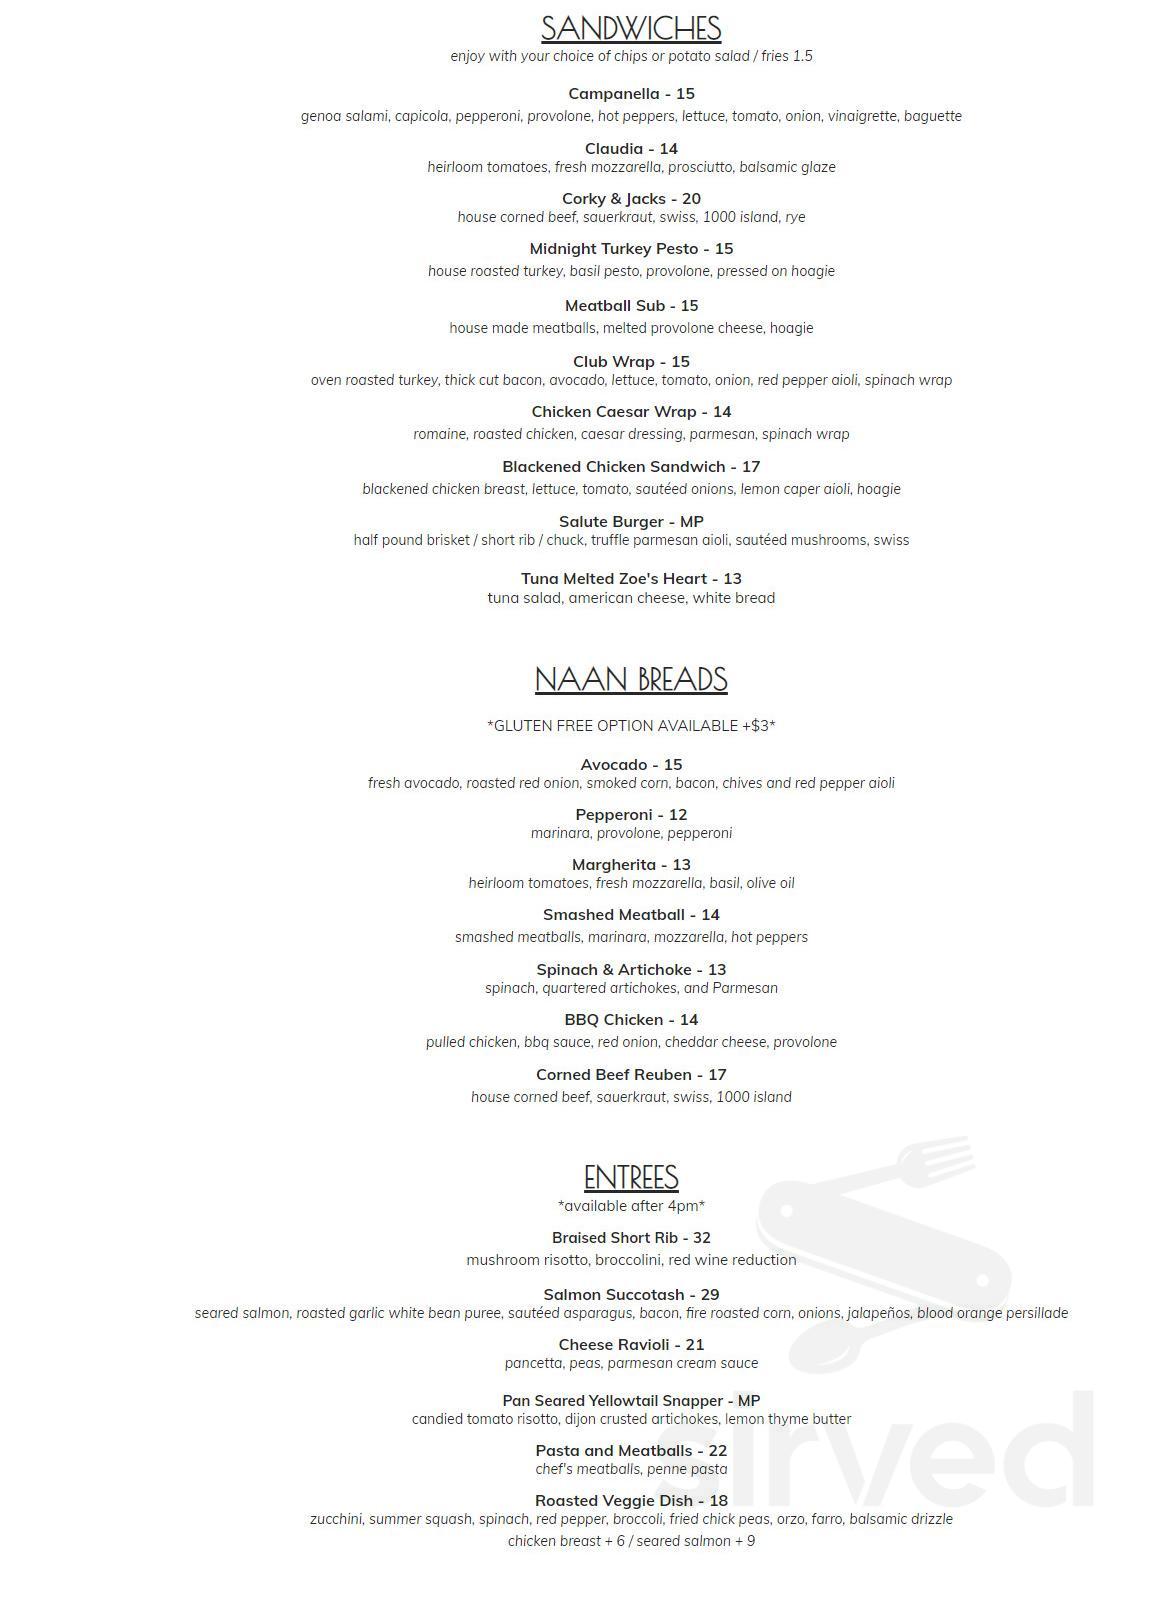 SANDWICHES
enjoy with your choice of chips or potato salad / fries 1.5
Campanella - 15
genoa salami, capicola, pepperoni, provolone, hot peppers, lettuce, tomato, onion, vinaigrette, baguette
Claudia - 14
heirloom tomatoes, fresh mozzarella, prosciutto, balsamic glaze
Corky & Jacks - 20
house corned beef, sauerkraut, swiss, 1000 island, rye
Midnight Turkey Pesto - 15
house roasted turkey, basil pesto, provolone, pressed on hoagie
Meatball Sub - 15
house made meatballs, melted provolone cheese, hoagie
Club Wrap - 15
oven roasted turkey, thick cut bacon, avocado, lettuce, tomato, onion, red pepper aioli, spinach wrap
Chicken Caesar Wrap - 14
romaine, roasted chicken, caesar dressing, parmesan, spinach wrap
Blackened Chicken Sandwich - 17
blackened chicken breast, lettuce, tomato, sautéed onions, lemon caper aioli, hoagie
Salute Burger - MP
half pound brisket / short rib / chuck, truffle parmesan aioli, sautéed mushrooms, swiss
Tuna Melted Zoe's Heart - 13
tuna salad, american cheese, white bread
NAAN BREADS
*GLUTEN FREE OPTION AVAILABLE +$3*
Avocado - 15
fresh avocado, roasted red onion, smoked corn, bacon, chives and red pepper aioli
Pepperoni - 12
marinara, provolone, pepperoni
Margherita - 13
heirloom tomatoes, fresh mozzarella, basil, olive oil
Smashed Meatball - 14
smashed meatballs, marinara, mozzarella, hot peppers
Spinach & Artichoke - 13
spinach, quartered artichokes, and Parmesan
BBQ Chicken - 14
pulled chicken, bbq sauce, red onion, cheddar cheese, provolone
Corned Beef Reuben - 17
house corned beef, sauerkraut, swiss, 1000 island
ENTREES
*available after 4pm*
Braised Short Rib - 32
mushroom risotto, broccolini, red wine reduction
Salmon Succotash - 29
seared salmon, roasted garlic white bean puree, sautéed asparagus, bacon, fire roasted corn, onions, jalapeños, blood orange persillade
Cheese Ravioli - 21
pancetta, peas, parmesan cream sauce
Pan Seared Yellowtail Snapper - MP
candied tomato risotto, dijon crusted artichokes, lemon thyme butter
Pasta and Meatballs - 22
chef's meatballs, penne pasta
Roasted Veggie Dish - 18
zucchini, summer squash, spinach, red pepper, broccoli, fried chick peas, orzo, farro, balsamic drizzle
chicken breast + 6 / seared salmon + 9
sirved